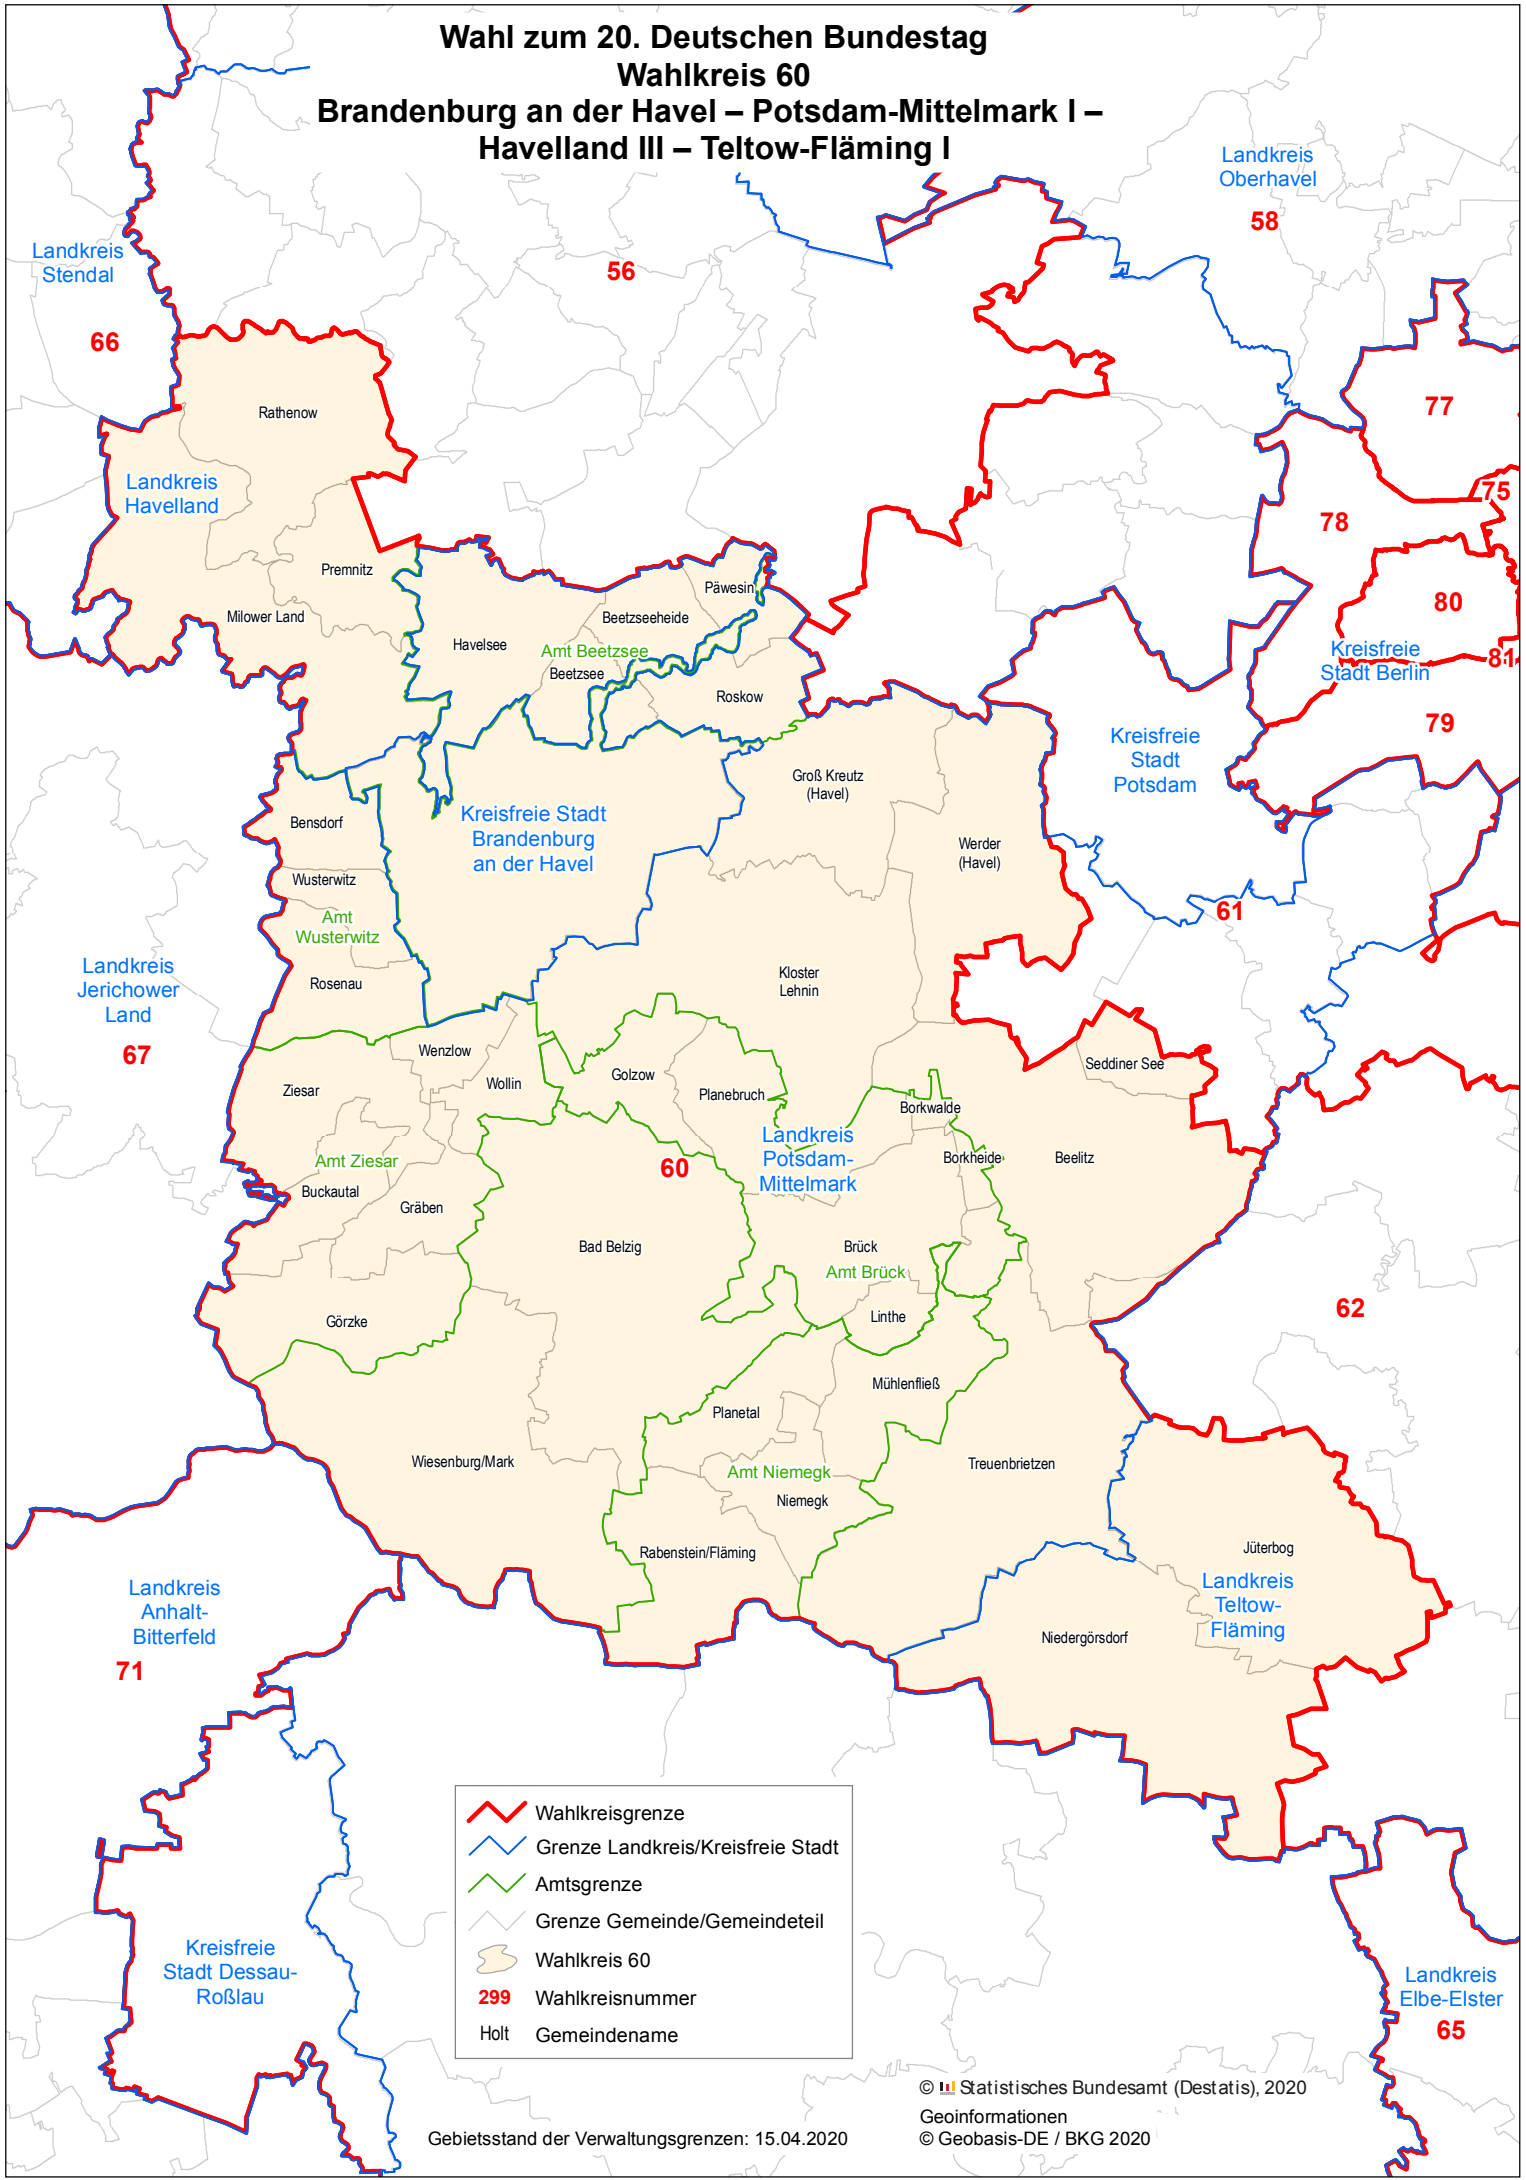 Wahl zum 20. Deutschen Bundestag
Wahlkreis 60
Brandenburg an der Havel – Potsdam-Mittelmark I –
Havelland III – Teltow-Fläming I
Landkreis
Oberhavel
58
Landkreis
Stendal
66
56
77
75
78
80
81
Kreisfreie
Stadt Berlin
79
Rathenow
Landkreis
Havelland
Premnitz
Milower Land
Havelsee
Päwesin
Beetzseeheide
Amt Beetzsee
Beetzsee
Roskow
Kreisfreie
Stadt
Potsdam
Groß Kreutz
(Havel)
Werder
(Havel)
Bensdorf
Kreisfreie Stadt
Brandenburg
an der Havel
Wusterwitz
Amt
Wusterwitz
Rosenau
61
Landkreis
Jerichower
Land
67
Kloster
Lehnin
Wenzlow
Ziesar
Wollin
Golzow
Planebruch
Seddiner See
Borkwalde
Landkreis
Potsdam-
Mittelmark
Borkheide
Beelitz
Amt Ziesar
60
Buckautal
Gräben
Bad Belzig
Brück
Amt Brück
Linthe
Görzke
62
Mühlenfließ
Planetal
Wiesenburg/Mark
Amt Niemegk
Niemegk
Treuenbrietzen
Rabenstein/Fläming
Jüterbog
Landkreis
Teltow-
Fläming
Niedergörsdorf
Landkreis
Anhalt-
Bitterfeld
71
Kreisfreie
Stadt Dessau-
Roßlau
Landkreis
Elbe-Elster
65
Wahlkreisgrenze
Grenze Landkreis/Kreisfreie Stadt
Amtsgrenze
Grenze Gemeinde/Gemeindeteil
Wahlkreis 60
299 Wahlkreisnummer
Holt Gemeindename
© Statistisches Bundesamt (Destatis), 2020
Geoinformationen
© Geobasis-DE / BKG 2020
Gebietsstand der Verwaltungsgrenzen: 15.04.2020